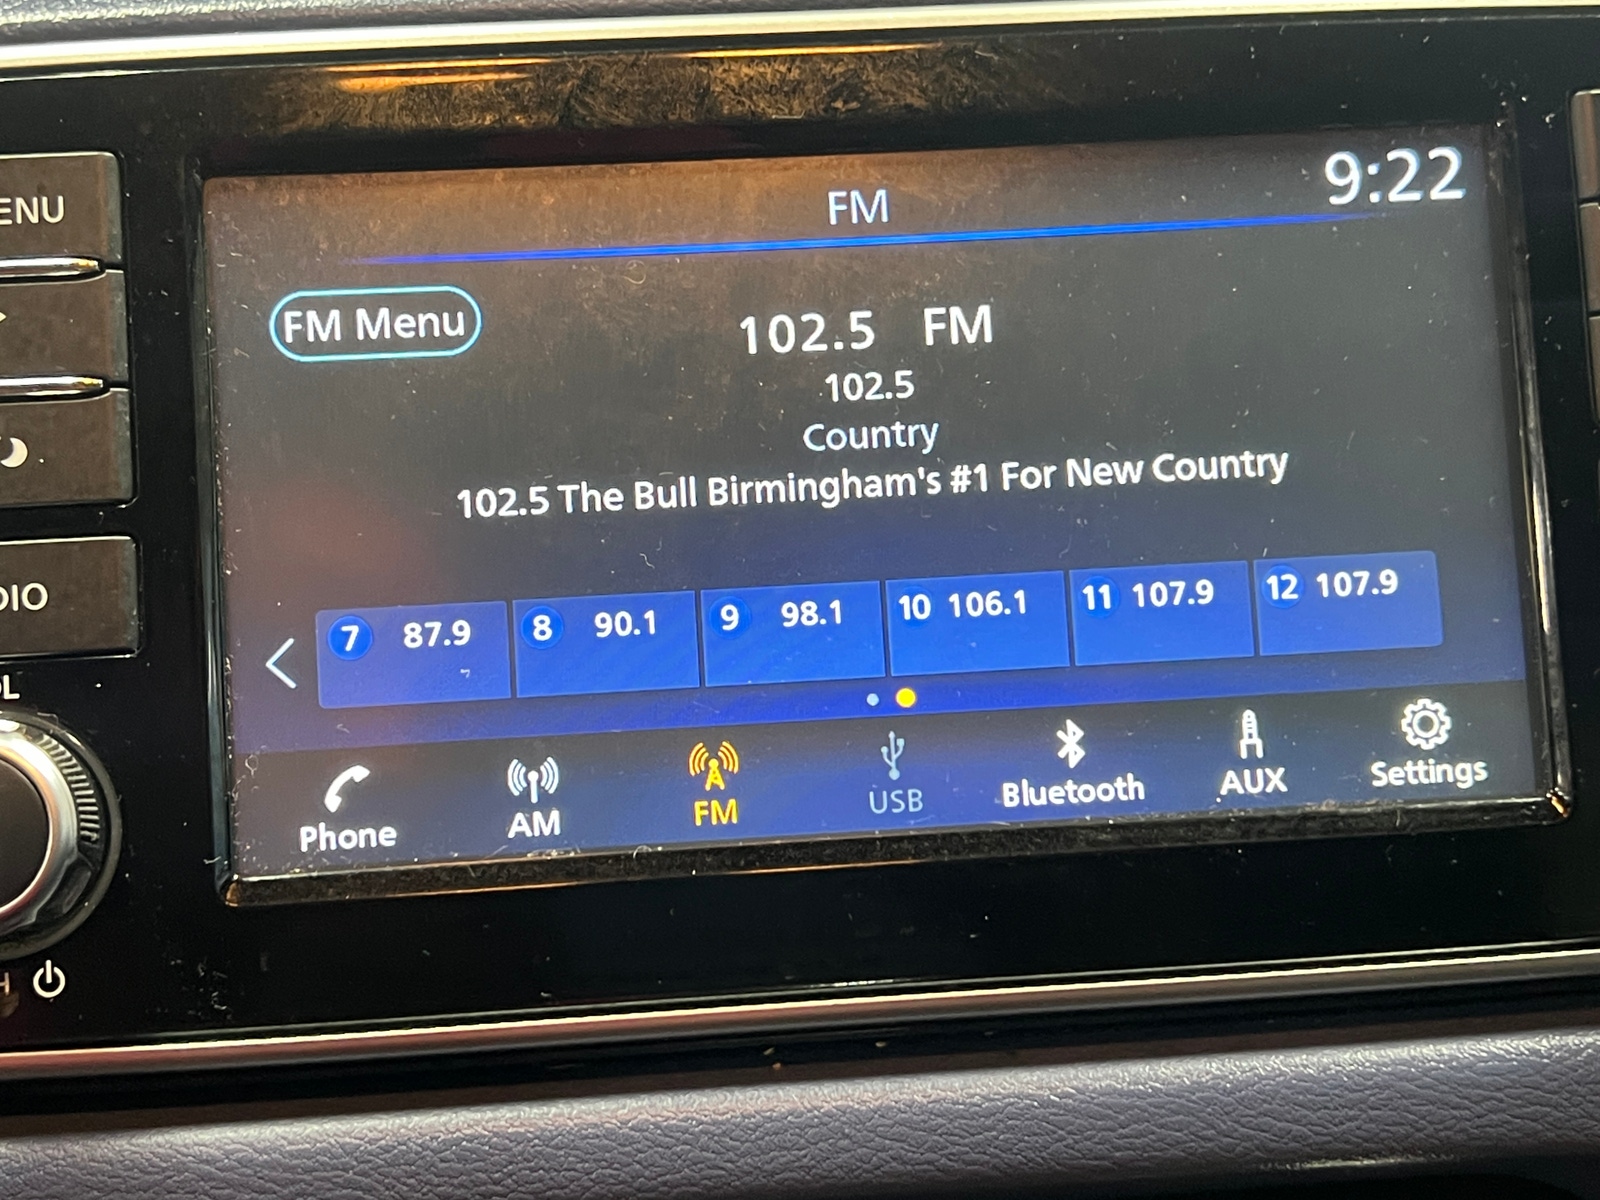 FM
9:22
FM Menu
102.5 FM
102.5
Country
102.5 The Bull Birmingham's #1 For New Country
7 87.9
8 90.1
9 98.1
10 106.1
11 107.9
12 107.9
Phone
AM
FM
USB
Bluetooth
AUX
Settings
ENU
DIO
OL
H